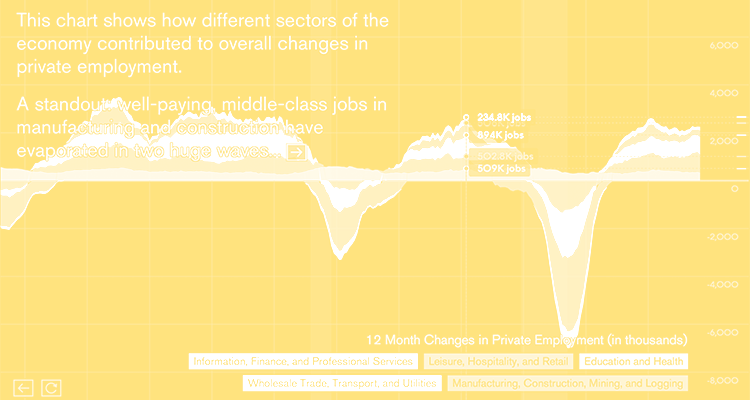 This chart shows how different sectors of the
economy contributed to overall changes in
private employment.
A standout: well-paying, middle-class jobs in
manufacturing and construction have
evaporated in two huge waves...
6,000
4,000
234.8K jobs
894K jobs
2,000
502.8K jobs
509K jobs
0
-2,000
-4,000
-6,000
12 Month Changes in Private Employment (in thousands)
Information, Finance, and Professional Services
Leisure, Hospitality, and Retail
Education and Health
Wholesale Trade, Transport, and Utilities
Manufacturing, Construction, Mining, and Logging
-8,000